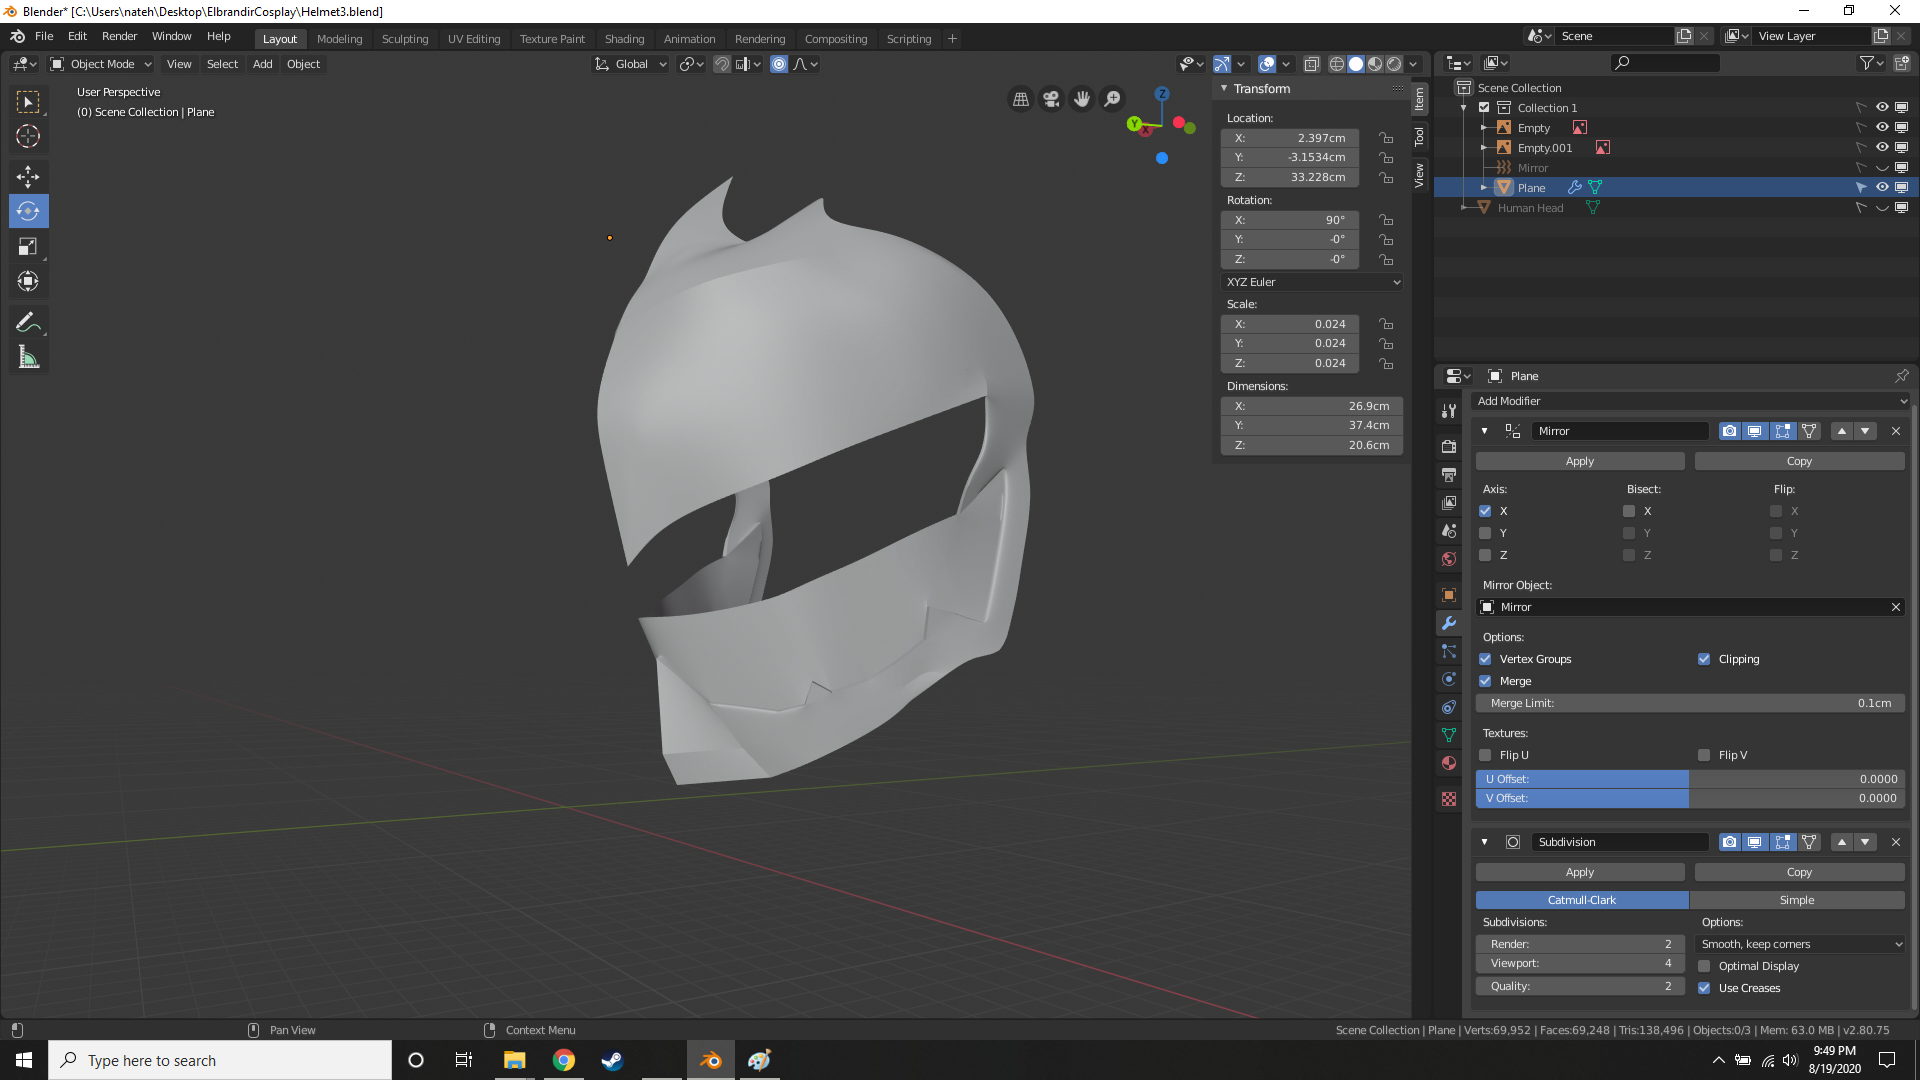 Blender* [C:\Users\nateh\Desktop\ElbrandirCosplay\Helmet3.blend]
File Edit Render Window Help
Layout Modeling Sculpting UV Editing Texture Paint Shading Animation Rendering Compositing Scripting +
Scene
View Layer
Object Mode View Select Add Object
Global
User Perspective
(0) Scene Collection | Plane
Z
Y
X
Item
Tool
View
Transform
Location:
X: 2.397cm
Y: -3.1534cm
Z: 33.228cm
Rotation:
X: 90°
Y: -0°
Z: -0°
XYZ Euler
Scale:
X: 0.024
Y: 0.024
Z: 0.024
Dimensions:
X: 26.9cm
Y: 37.4cm
Z: 20.6cm
Scene Collection
Collection 1
Empty
Empty.001
Mirror
Plane
Human Head
Plane
Add Modifier
Mirror
Apply Copy
Axis: Bisect: Flip:
X X X
Y Y Y
Z Z Z
Mirror Object:
Mirror
Options:
Vertex Groups Clipping
Merge
Merge Limit: 0.1cm
Textures:
Flip U Flip V
U Offset: 0.0000
V Offset: 0.0000
Subdivision
Apply Copy
Catmull-Clark Simple
Subdivisions: Options:
Render: 2 Smooth, keep corners
Viewport: 4 Optimal Display
Quality: 2 Use Creases
Pan View Context Menu
Scene Collection | Plane | Verts:69,952 | Faces:69,248 | Tris:138,496 | Objects:0/3 | Mem: 63.0 MB | v2.80.75
Type here to search
9:49 PM
8/19/2020